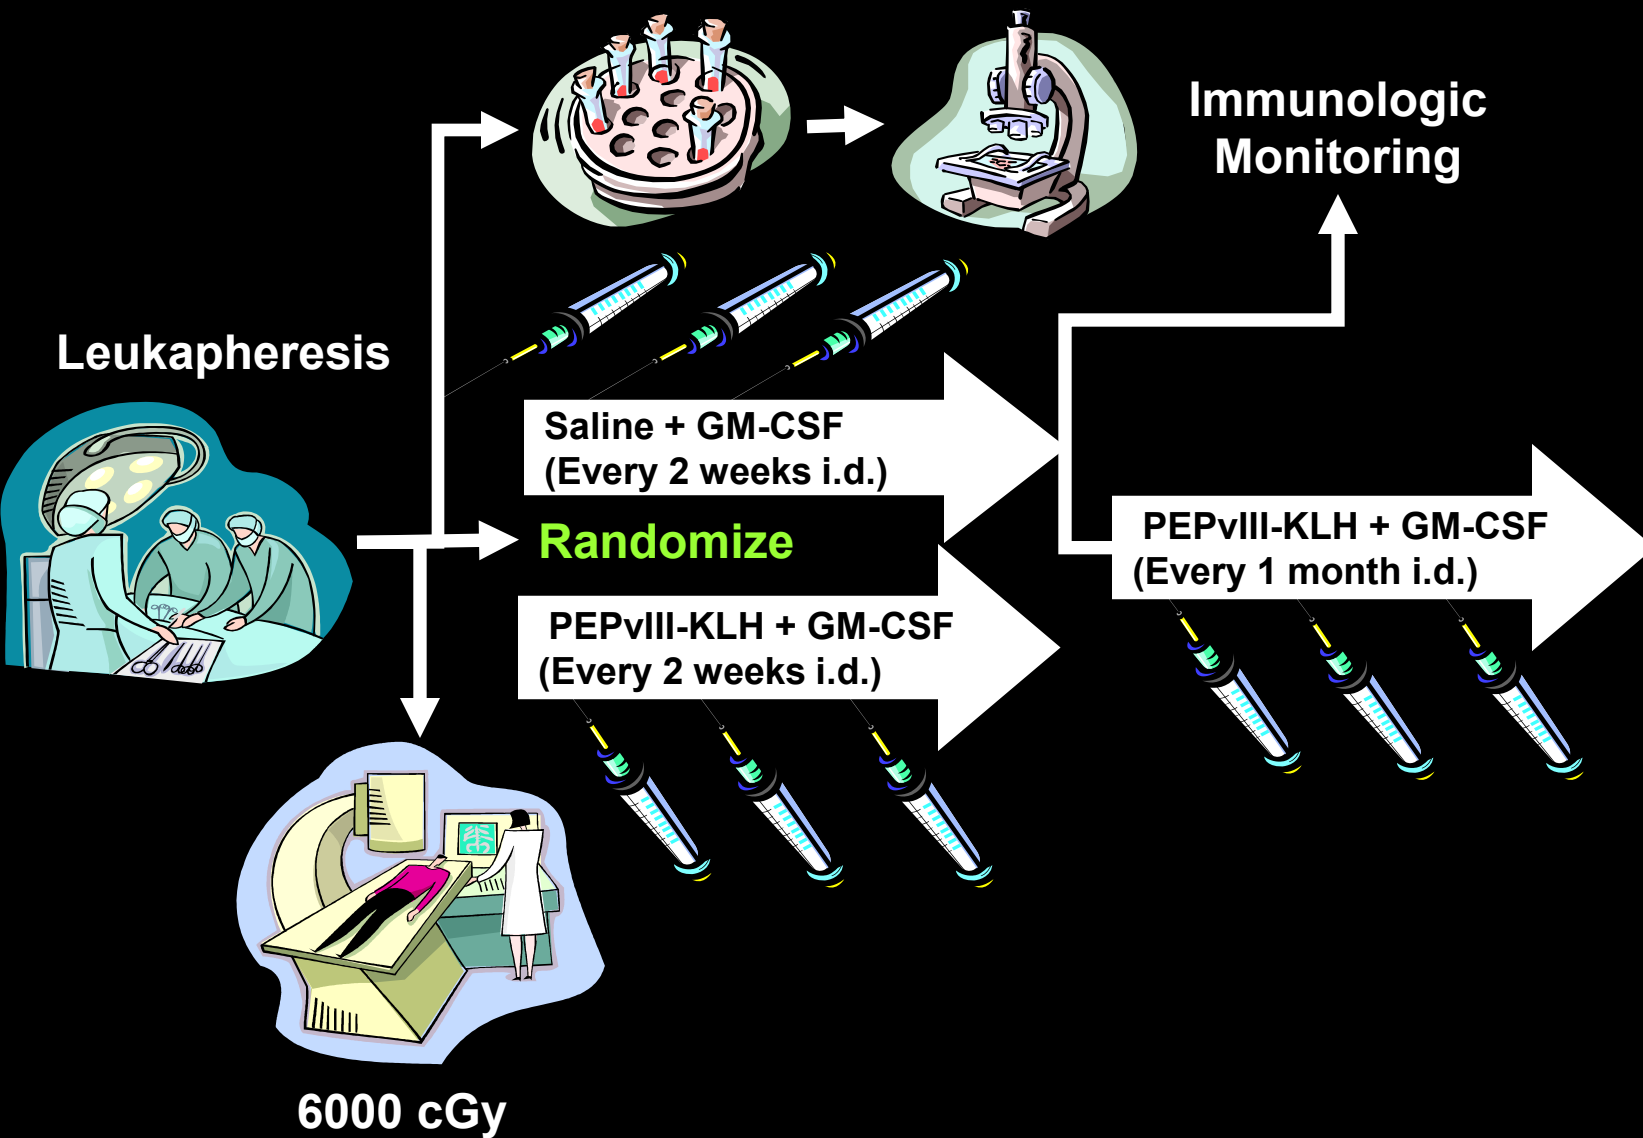 Immunologic
Monitoring
Leukapheresis
Saline + GM-CSF
(Every 2 weeks i.d.)
Randomize
PEPvIII-KLH + GM-CSF
(Every 2 weeks i.d.)
PEPvIII-KLH + GM-CSF
(Every 1 month i.d.)
6000 cGy